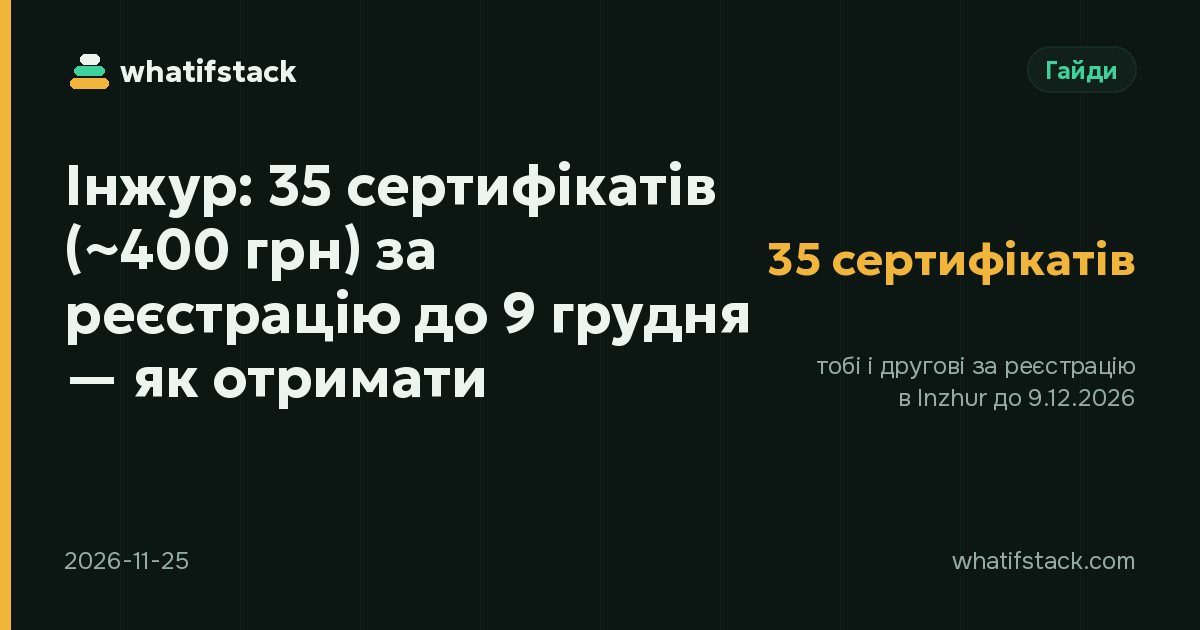 whatifstack
Гайди
Інжур: 35 сертифікатів
(~400 грн) за
реєстрацію до 9 грудня
— як отримати
35 сертифікатів
тобі і другові за реєстрацію
в Inzhur до 9.12.2026
2026-11-25
whatifstack.com